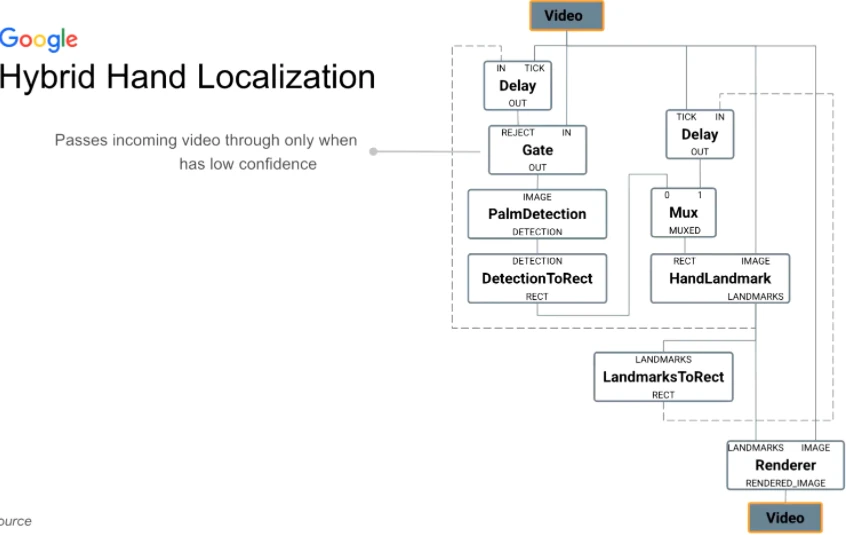 Google
Hybrid Hand Localization
Passes incoming video through only when
has low confidence
Video
IN TICK
Delay
OUT
REJECT IN
Gate
OUT
IMAGE
PalmDetection
DETECTION
DETECTION
DetectionToRect
RECT
TICK IN
Delay
OUT
0 1
Mux
MUXED
RECT IMAGE
HandLandmark
LANDMARKS
LANDMARKS
LandmarksToRect
RECT
LANDMARKS IMAGE
Renderer
RENDERED_IMAGE
Video
ource